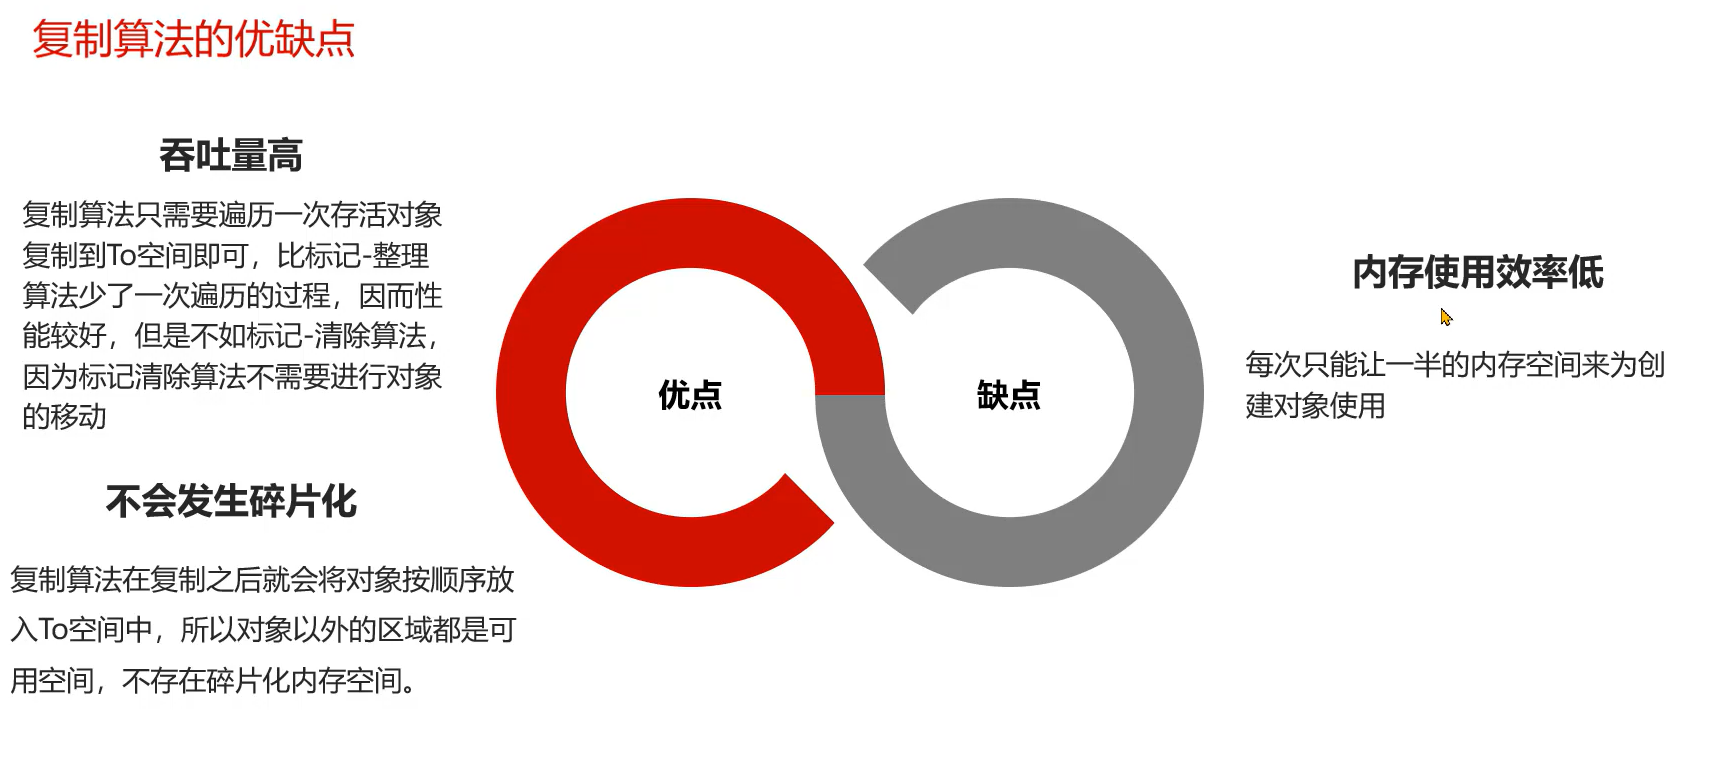 复制算法的优缺点
吞吐量高
复制算法只需要遍历一次存活对象
复制到To空间即可，比标记-整理
算法少了一次遍历的过程，因而性
能较好，但是不如标记-清除算法，
因为标记清除算法不需要进行对象
的移动
不会发生碎片化
复制算法在复制之后就会将对象按顺序放
入To空间中，所以对象以外的区域都是可
用空间，不存在碎片化内存空间。
优点
缺点
内存使用效率低
每次只能让一半的内存空间来为创
建对象使用